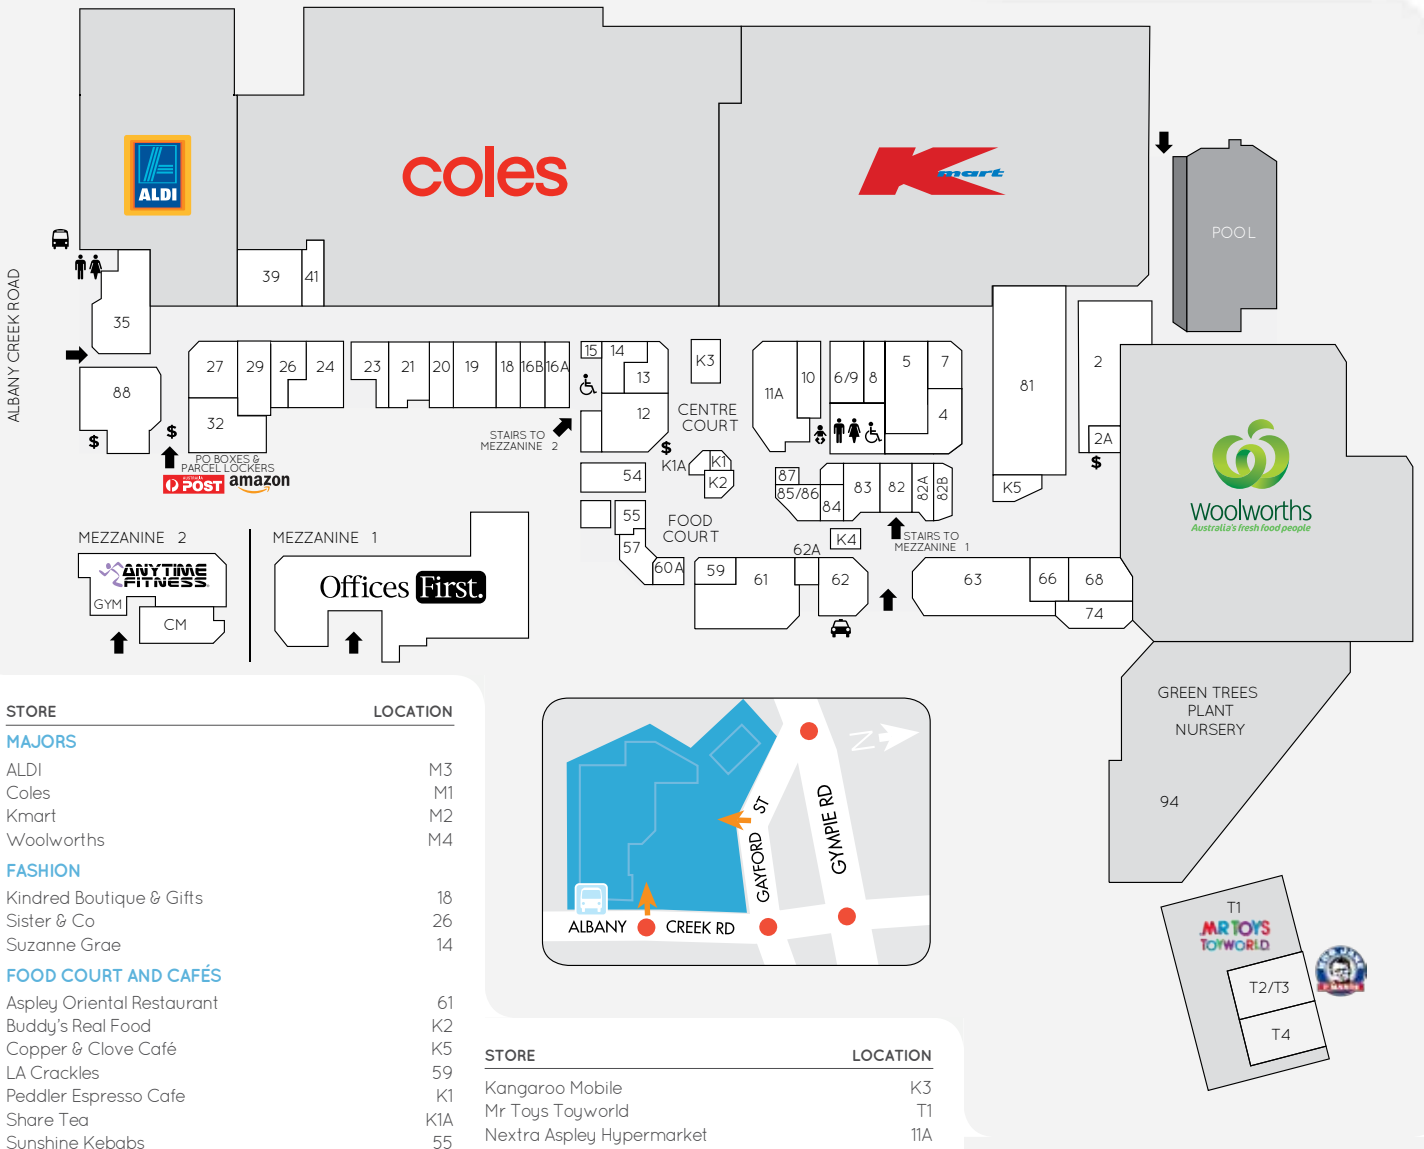 ALDI
coles
Kmart
POOL
ALBANY CREEK ROAD
39
41
35
27
29
26
24
23
21
20
19
18
16B
16A
15
14
13
K3
11A
10
6/9
8
5
7
81
2
88
32
12
CENTRE
COURT
4
2A
$
$
$
$
STAIRS TO
MEZZANINE 2
PO BOXES &
PARCEL LOCKERS
AUSTRALIA
POST
amazon
54
K1A
K1
K2
87
85/86
84
83
82
82A
82B
K5
Woolworths
Australia's fresh food people
55
57
60A
FOOD
COURT
K4
STAIRS TO
MEZZANINE 1
62A
59
61
62
63
66
68
74
MEZZANINE 2
ANYTIME
FITNESS
GYM
CM
MEZZANINE 1
Offices First.
GREEN TREES
PLANT
NURSERY
94
T1
MR TOYS
TOYWORLD
T2/T3
T4
STORE LOCATION
MAJORS
ALDI M3
Coles M1
Kmart M2
Woolworths M4
FASHION
Kindred Boutique & Gifts 18
Sister & Co 26
Suzanne Grae 14
FOOD COURT AND CAFÉS
Aspley Oriental Restaurant 61
Buddy's Real Food K2
Copper & Clove Café K5
LA Crackles 59
Peddler Espresso Cafe K1
Share Tea K1A
Sunshine Kebabs 55
N
GAYFORD ST
GYMPIE RD
ALBANY CREEK RD
STORE LOCATION
Kangaroo Mobile K3
Mr Toys Toyworld T1
Nextra Aspley Hypermarket 11A